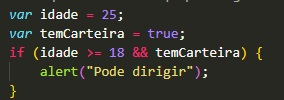 var idade = 25;
var temCarteira = true;
if (idade >= 18 && temCarteira) {
    alert("Pode dirigir");
}